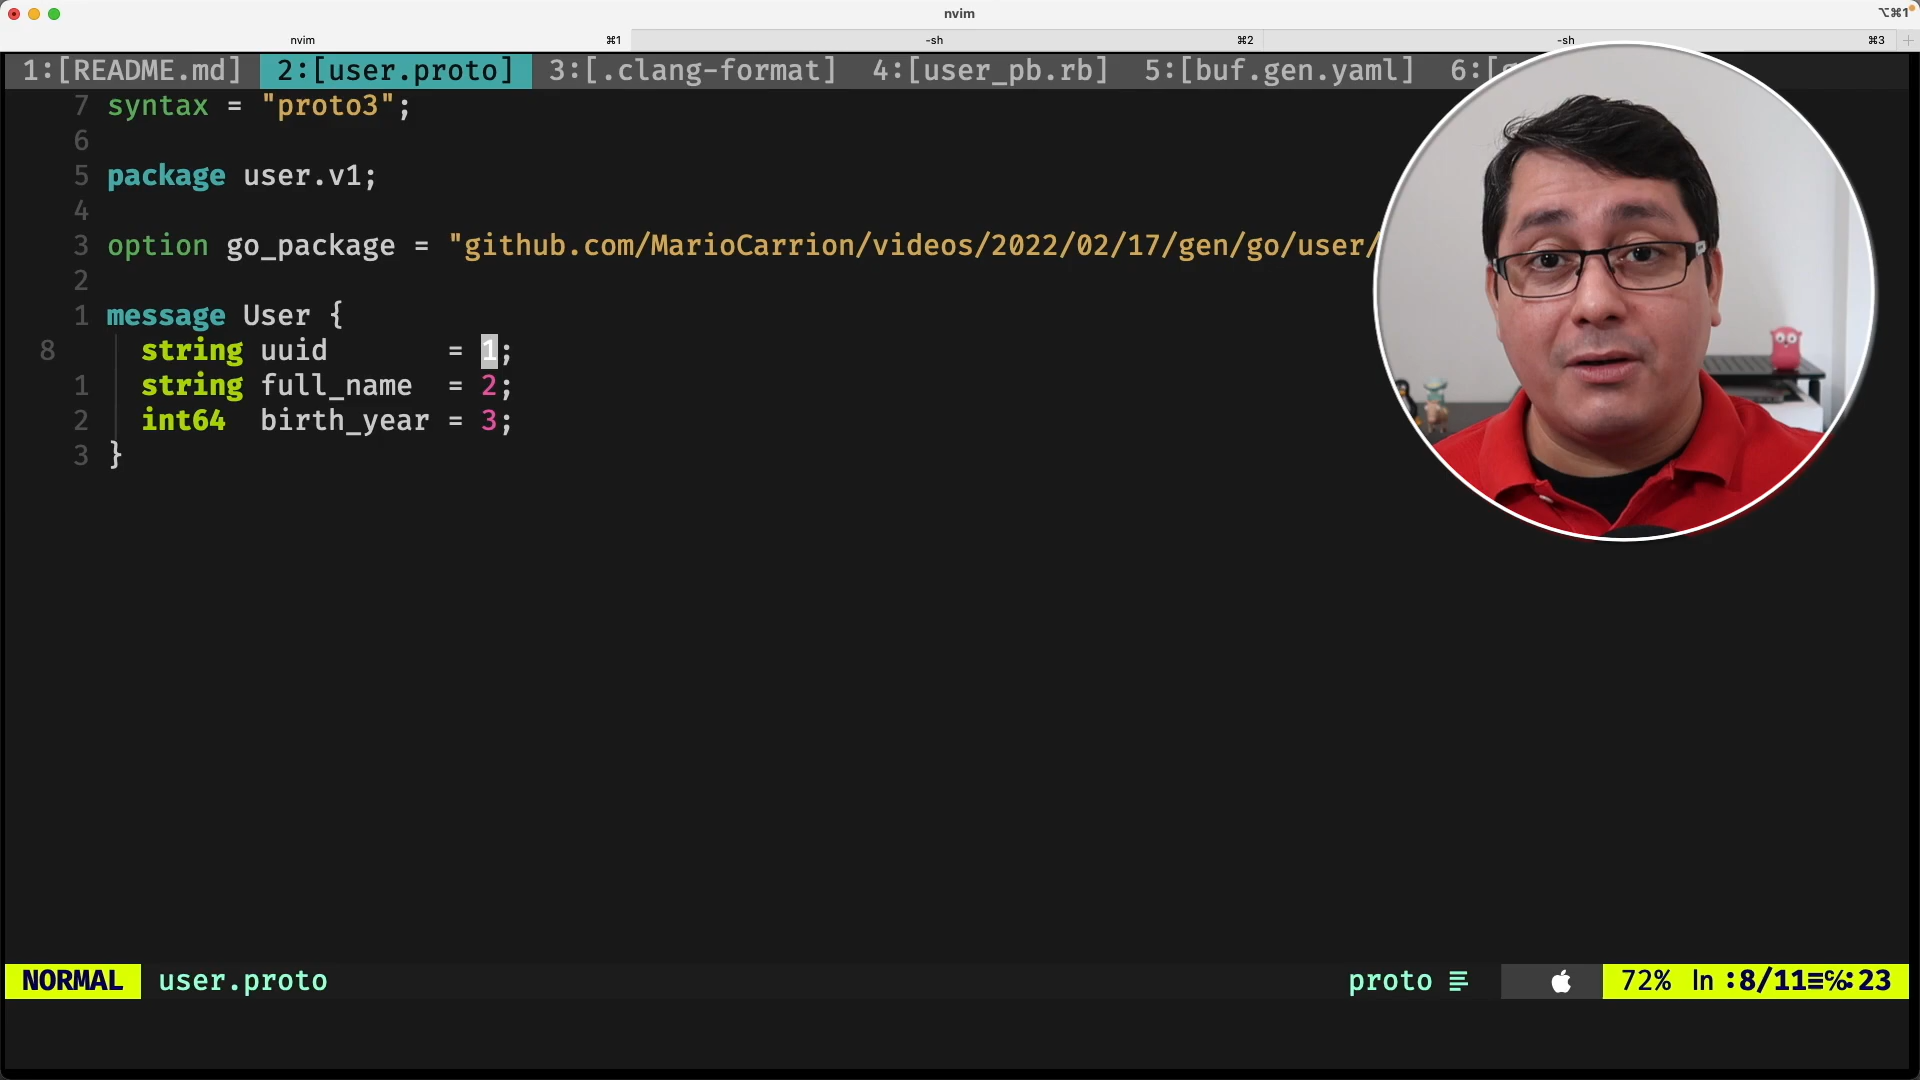 nvim
⌥⌘1
nvim ⌘1 -sh ⌘2 -sh ⌘3
1:[README.md] 2:[user.proto] 3:[.clang-format] 4:[user_pb.rb] 5:[buf.gen.yaml] 6:[g
7 syntax = "proto3";
6
5 package user.v1;
4
3 option go_package = "github.com/MarioCarrion/videos/2022/02/17/gen/go/user/
2
1 message User {
8 string uuid = 1;
1 string full_name = 2;
2 int64 birth_year = 3;
3 }
NORMAL user.proto proto 72% ln :8/11≡℅:23